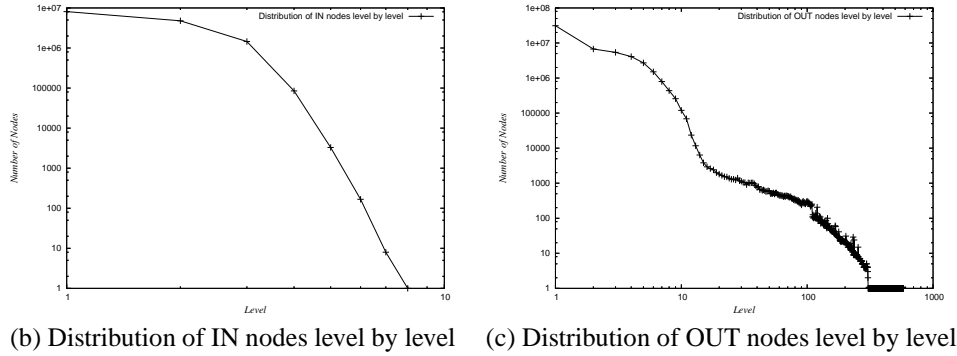 1e+07
1e+06
100000
10000
1000
100
10
1
1
10
Number of Nodes
Level
Distribution of IN nodes level by level
1e+08
1e+07
1e+06
100000
10000
1000
100
10
1
1
10
100
1000
Number of Nodes
Level
Distribution of OUT nodes level by level
(b) Distribution of IN nodes level by level
(c) Distribution of OUT nodes level by level